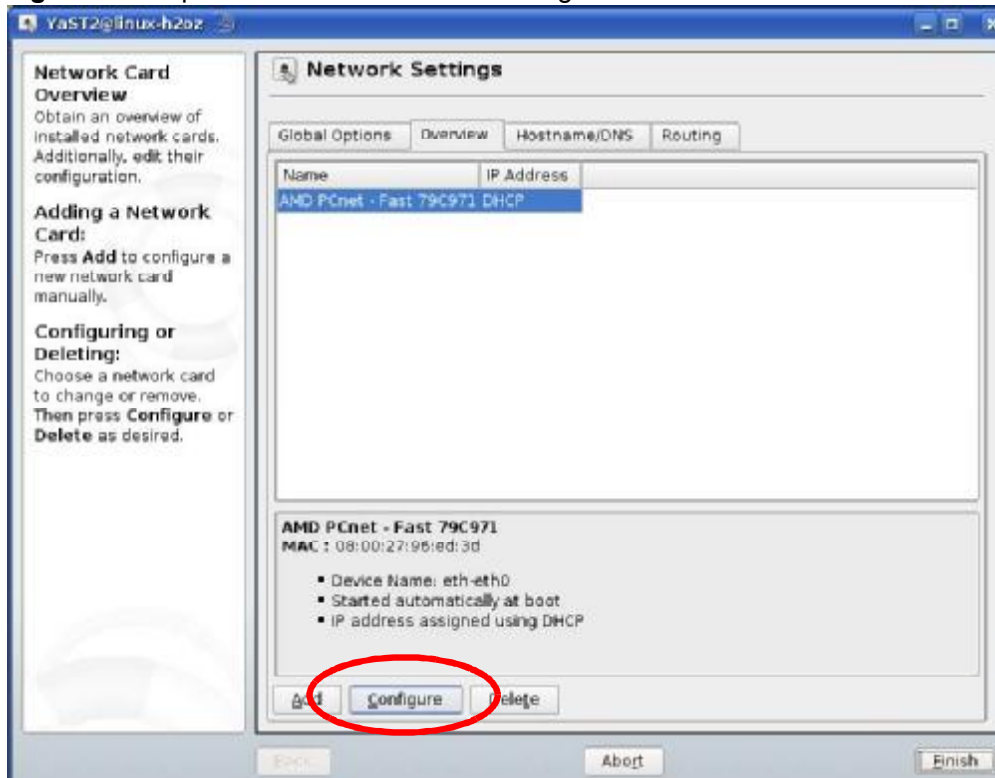 YaST2@linux-h2oz
Network Card
Overview
Obtain an overview of
installed network cards.
Additionally, edit their
configuration.
Adding a Network
Card:
Press Add to configure a
new network card
manually.
Configuring or
Deleting:
Choose a network card
to change or remove.
Then press Configure or
Delete as desired.
Network Settings
Global Options Overview Hostname/DNS Routing
Name IP Address
AMD PCnet - Fast 79C971 DHCP
AMD PCnet - Fast 79C971
MAC : 08:00:27:96:ed:3d
▪ Device Name: eth-eth0
▪ Started automatically at boot
▪ IP address assigned using DHCP
Add Configure Delete
Back Abort Finish